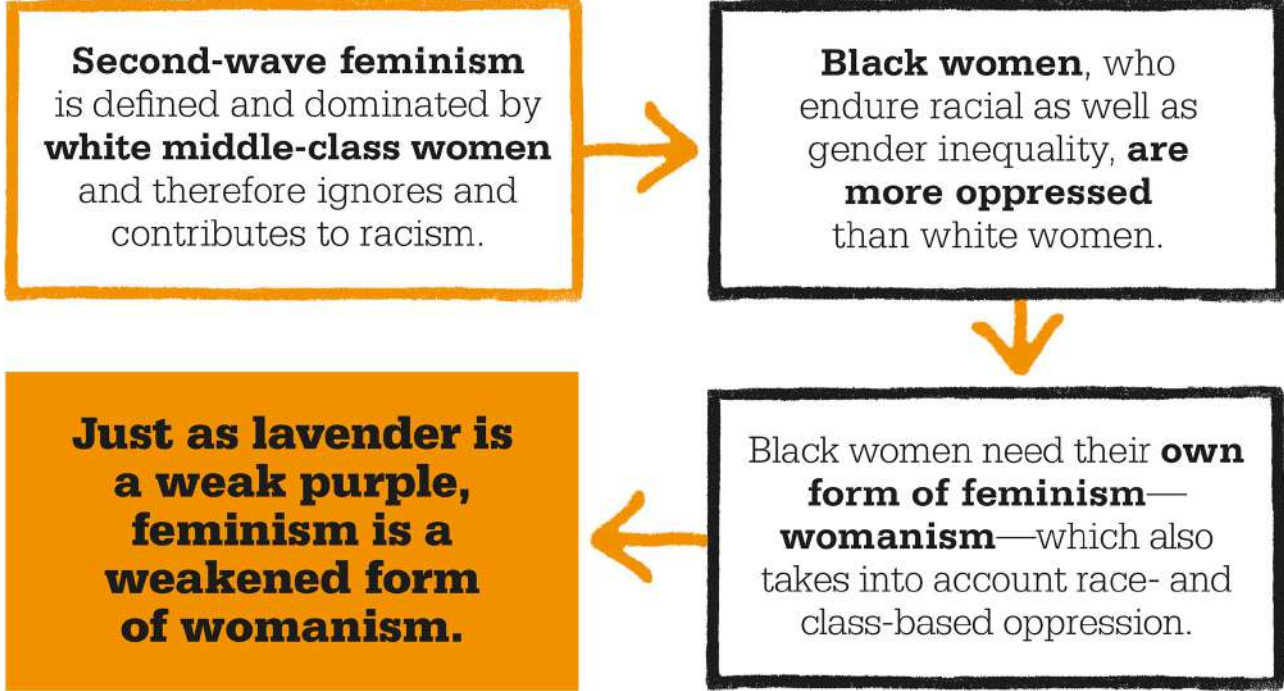 Second-wave feminism
is defined and dominated by
white middle-class women
and therefore ignores and
contributes to racism.
Black women, who
endure racial as well as
gender inequality, are
more oppressed
than white women.
Black women need their own
form of feminism—
womanism—which also
takes into account race- and
class-based oppression.
Just as lavender is
a weak purple,
feminism is a
weakened form
of womanism.